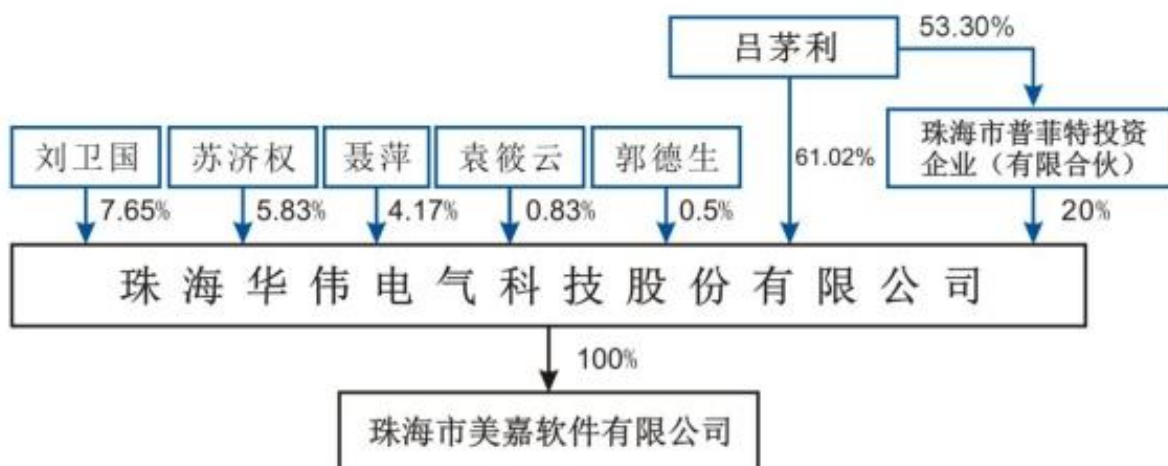 吕茅利
53.30%
珠海市普菲特投资
企业（有限合伙）
刘卫国
苏济权
聂萍
袁筱云
郭德生
61.02%
7.65%
5.83%
4.17%
0.83%
0.5%
20%
珠海华伟电气科技股份有限公司
100%
珠海市美嘉软件有限公司